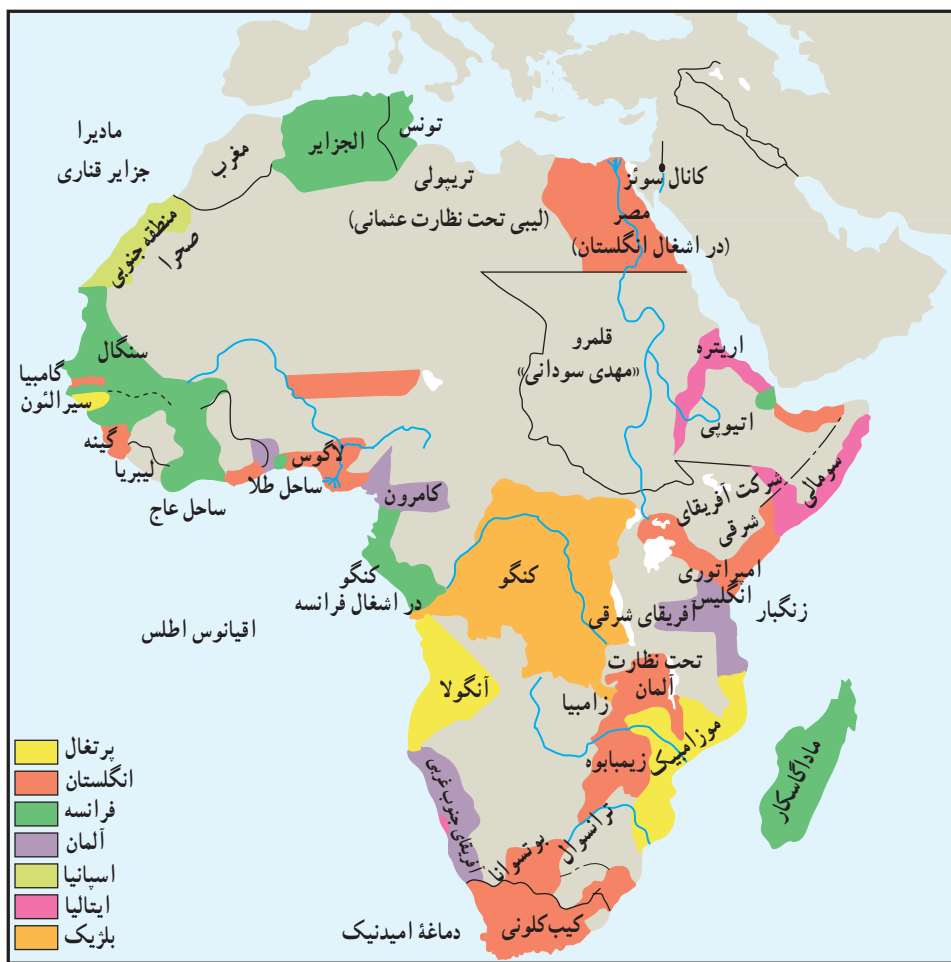 مادیرا
جزایر قناری
مغرب
الجزایر
تونس
تریپولی
(لیبی تحت نظارت عثمانی)
کانال سوئز
مصر
(در اشغال انگلستان)
منطقه جنوبی
صحرا
سنگال
گامبیا
سیرالئون
گینه
لیبریا
ساحل عاج
ساحل طلا
لاگوس
کامرون
قلمرو
«مهدی سودانی»
اریتره
اتیوپی
سومالی
شرکت آفریقای
شرقی
امپراتوری
انگلیس
زنگبار
کنگو
کنگو
در اشغال فرانسه
آفریقای شرقی
تحت نظارت
آلمان
اقیانوس اطلس
آنگولا
زامبیا
موزامبیک
زیمبابوه
ماداگاسکار
آفریقای جنوب غربی
بوتسوانا
ترانسوال
کیپ کلونی
دماغۀ امیدنیک
پرتغال
انگلستان
فرانسه
آلمان
اسپانیا
ایتالیا
بلژیک